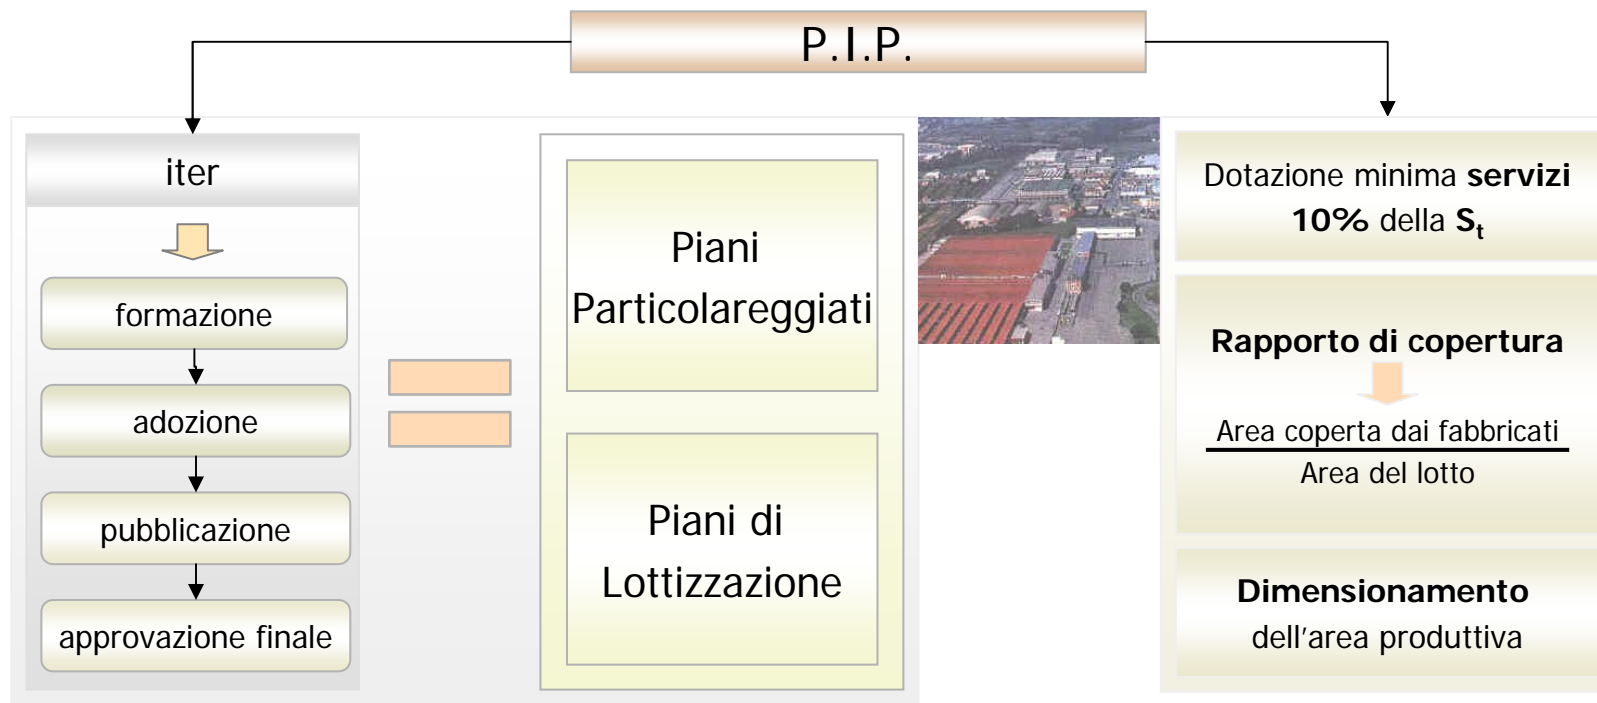 P.I.P.
iter
formazione
adozione
pubblicazione
approvazione finale
Piani
Particolareggiati
Piani di
Lottizzazione
Dotazione minima servizi
10% della St
Rapporto di copertura
Area coperta dai fabbricati
Area del lotto
Dimensionamento
dell'area produttiva